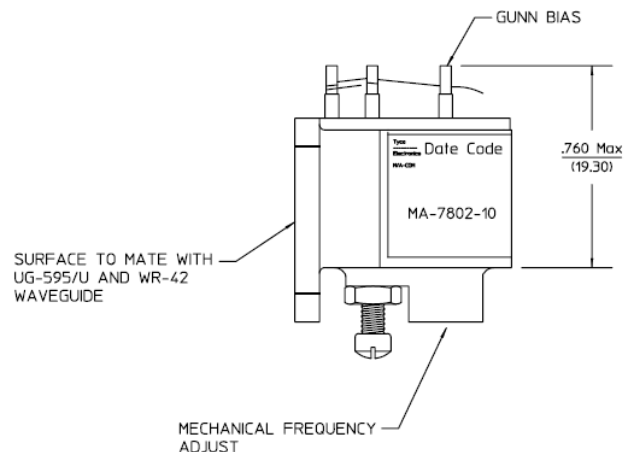 GUNN BIAS
Tyco
Electronics
M/A-COM
Date Code
.760 Max
(19.30)
MA-7802-10
SURFACE TO MATE WITH
UG-595/U AND WR-42
WAVEGUIDE
MECHANICAL FREQUENCY
ADJUST